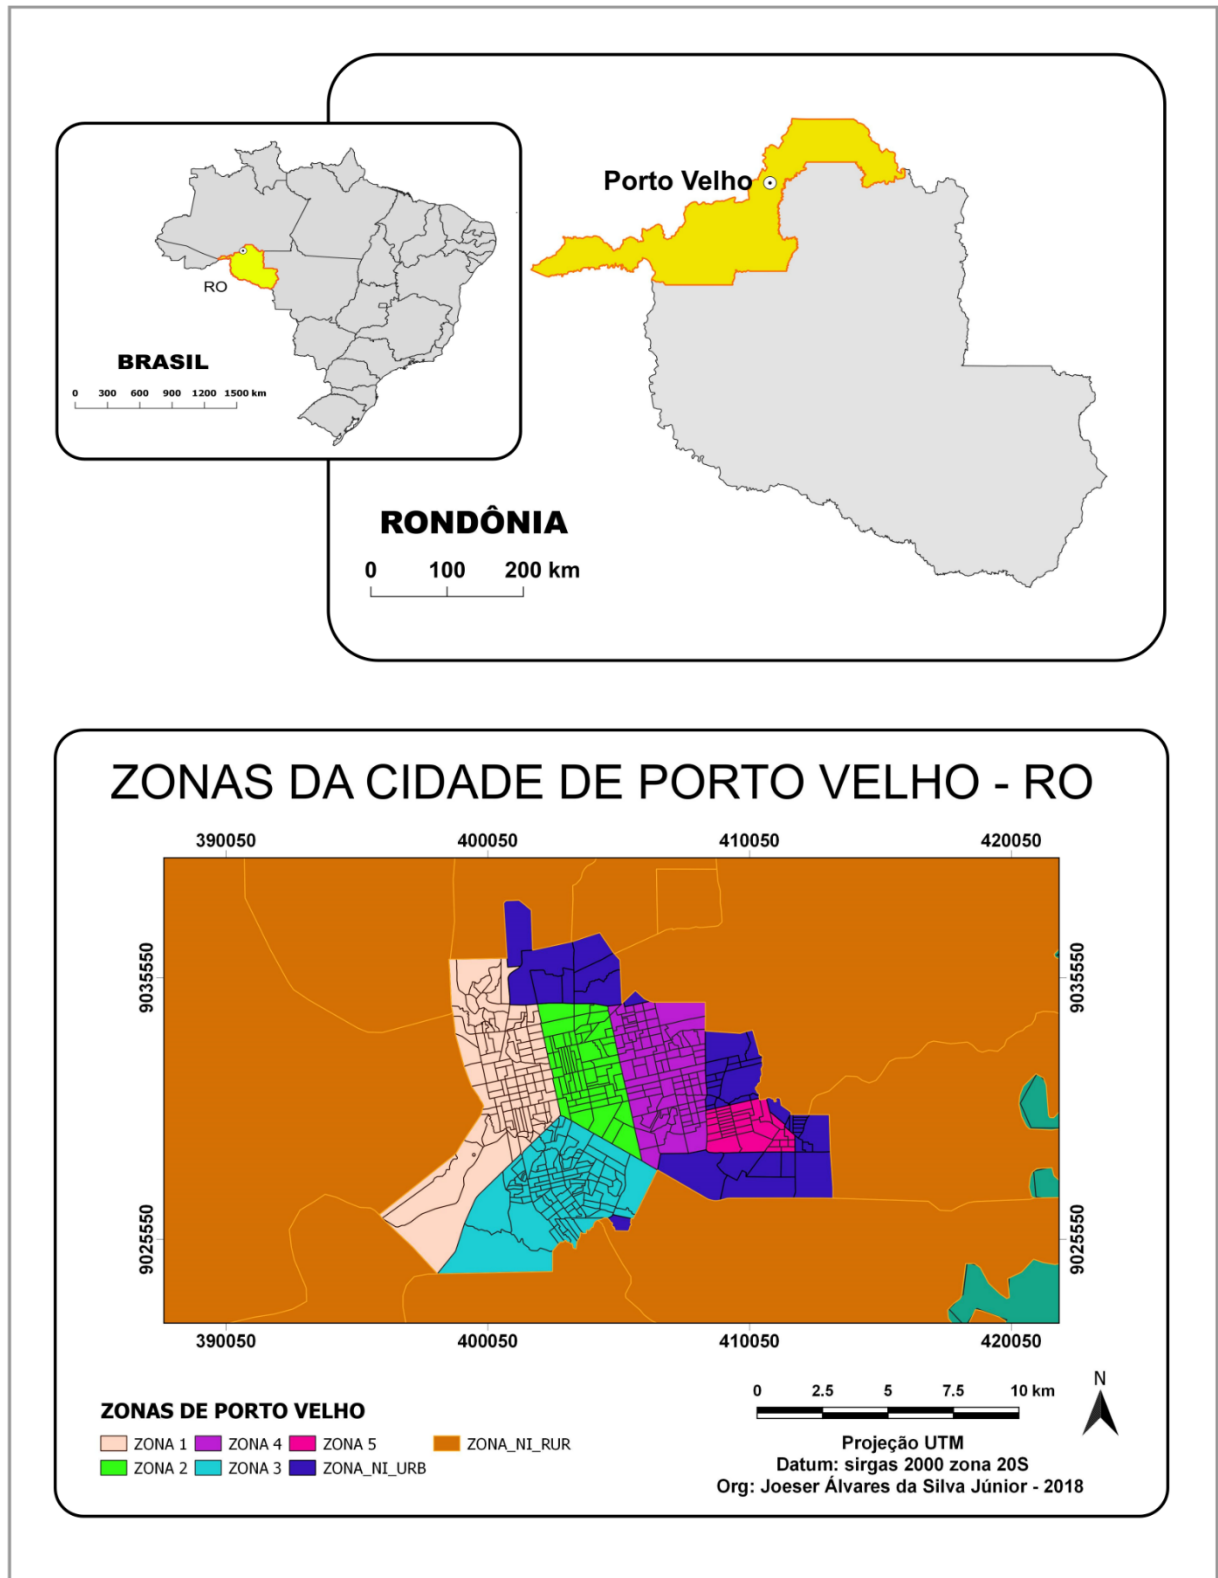 Porto Velho
RO
BRASIL
0 300 600 900 1200 1500 km
RONDÔNIA
0 100 200 km
ZONAS DA CIDADE DE PORTO VELHO - RO
390050 400050 410050 420050
9035550 9035550
9025550 9025550
390050 400050 410050 420050
ZONAS DE PORTO VELHO
ZONA 1 ZONA 4 ZONA 5 ZONA_NI_RUR
ZONA 2 ZONA 3 ZONA_NI_URB
0 2.5 5 7.5 10 km
N
Projeção UTM
Datum: sirgas 2000 zona 20S
Org: Joeser Álvares da Silva Júnior - 2018